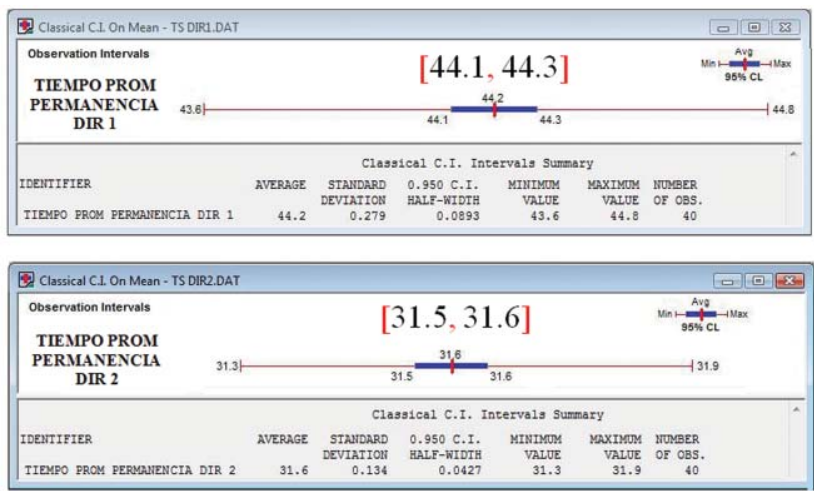 Classical C.I. On Mean - TS DIR1.DAT
Observation Intervals
[44.1, 44.3]
Avg
Min Max
95% CL
TIEMPO PROM
PERMANENCIA
DIR 1
43.6 44.2 44.8
44.1 44.3
Classical C.I. Intervals Summary
IDENTIFIER AVERAGE STANDARD 0.950 C.I. MINIMUM MAXIMUM NUMBER
DEVIATION HALF-WIDTH VALUE VALUE OF OBS.
TIEMPO PROM PERMANENCIA DIR 1 44.2 0.279 0.0893 43.6 44.8 40
Classical C.I. On Mean - TS DIR2.DAT
Observation Intervals
[31.5, 31.6]
Avg
Min Max
95% CL
TIEMPO PROM
PERMANENCIA
DIR 2
31.3 31.6 31.9
31.5 31.6
Classical C.I. Intervals Summary
IDENTIFIER AVERAGE STANDARD 0.950 C.I. MINIMUM MAXIMUM NUMBER
DEVIATION HALF-WIDTH VALUE VALUE OF OBS.
TIEMPO PROM PERMANENCIA DIR 2 31.6 0.134 0.0427 31.3 31.9 40